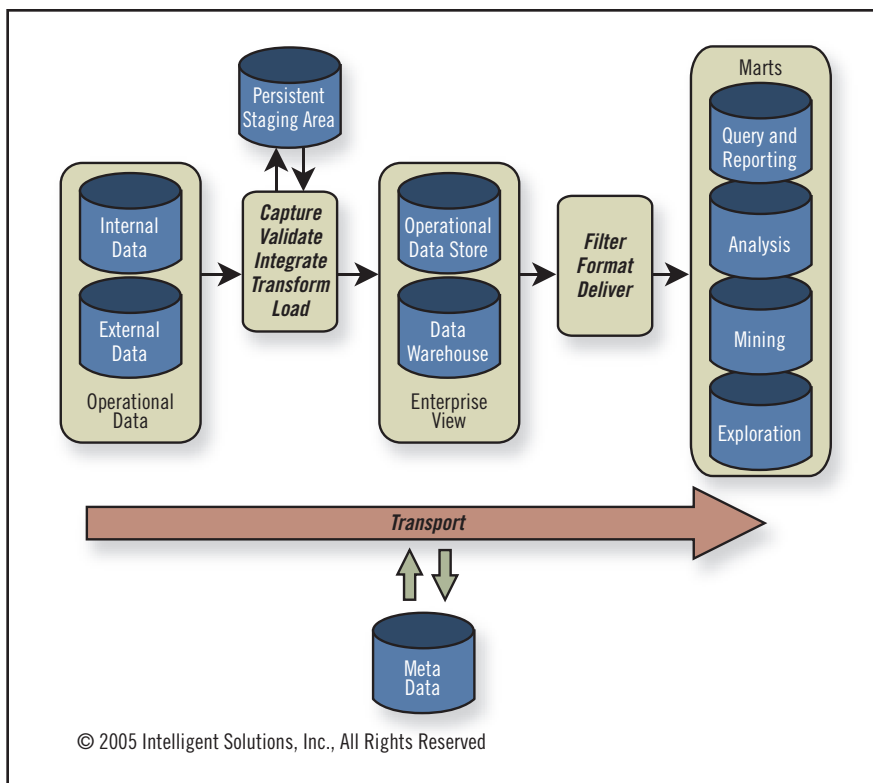 Persistent
Staging Area
Internal
Data
External
Data
Operational
Data
Capture
Validate
Integrate
Transform
Load
Operational
Data Store
Data
Warehouse
Enterprise
View
Filter
Format
Deliver
Marts
Query and
Reporting
Analysis
Mining
Exploration
Transport
Meta
Data
© 2005 Intelligent Solutions, Inc., All Rights Reserved